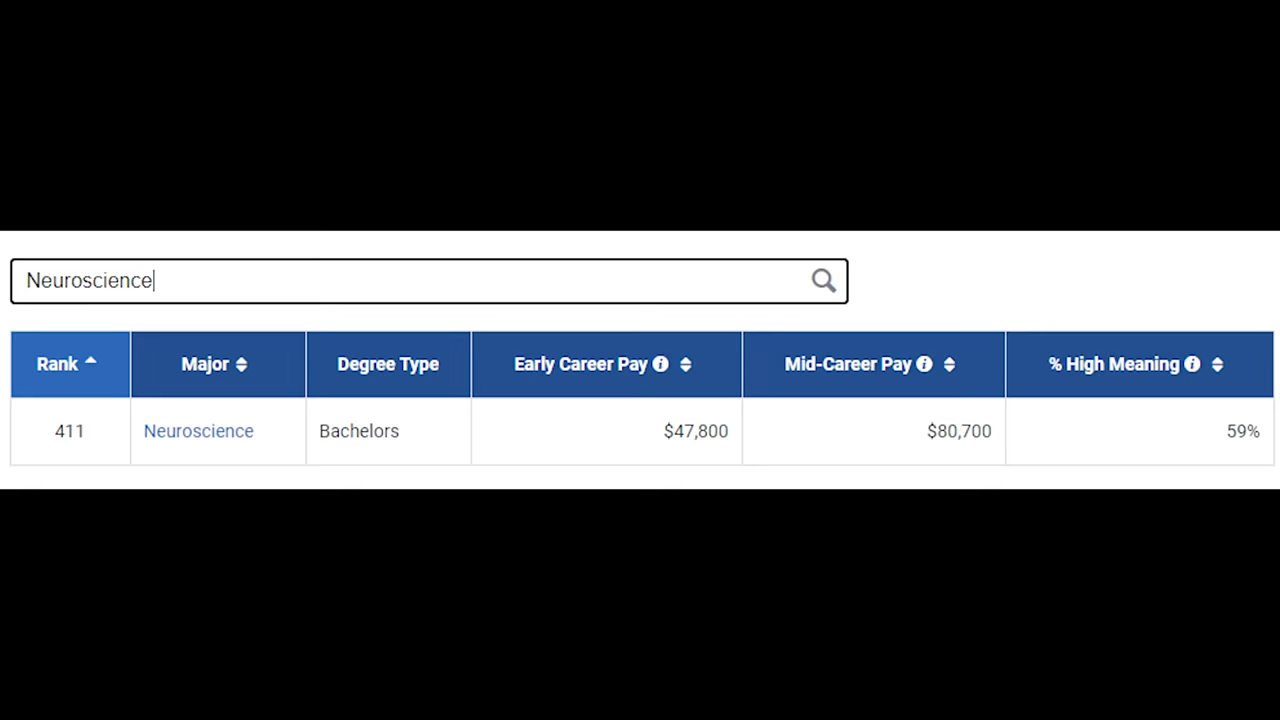 Neuroscience
Rank Major Degree Type Early Career Pay Mid-Career Pay % High Meaning
411 Neuroscience Bachelors $47,800 $80,700 59%